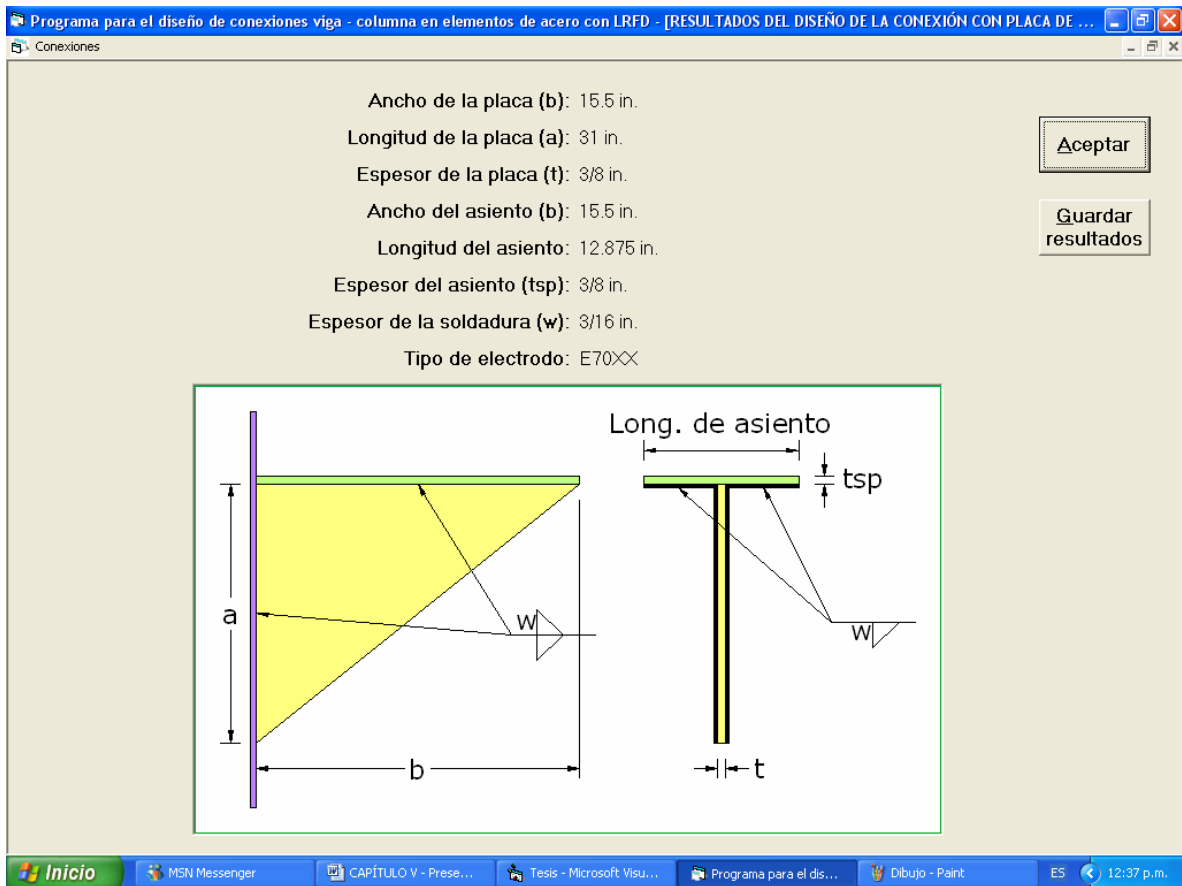 Programa para el diseño de conexiones viga - columna en elementos de acero con LRFD - [RESULTADOS DEL DISEÑO DE LA CONEXIÓN CON PLACA DE ...
Conexiones
Ancho de la placa (b): 15.5 in.
Longitud de la placa (a): 31 in.
Espesor de la placa (t): 3/8 in.
Ancho del asiento (b): 15.5 in.
Longitud del asiento: 12.875 in.
Espesor del asiento (tsp): 3/8 in.
Espesor de la soldadura (w): 3/16 in.
Tipo de electrodo: E70XX
Aceptar
Guardar
resultados
Long. de asiento
tsp
a
w
w
b
t
Inicio
MSN Messenger
CAPÍTULO V - Prese...
Tesis - Microsoft Visu...
Programa para el dis...
Dibujo - Paint
ES
12:37 p.m.